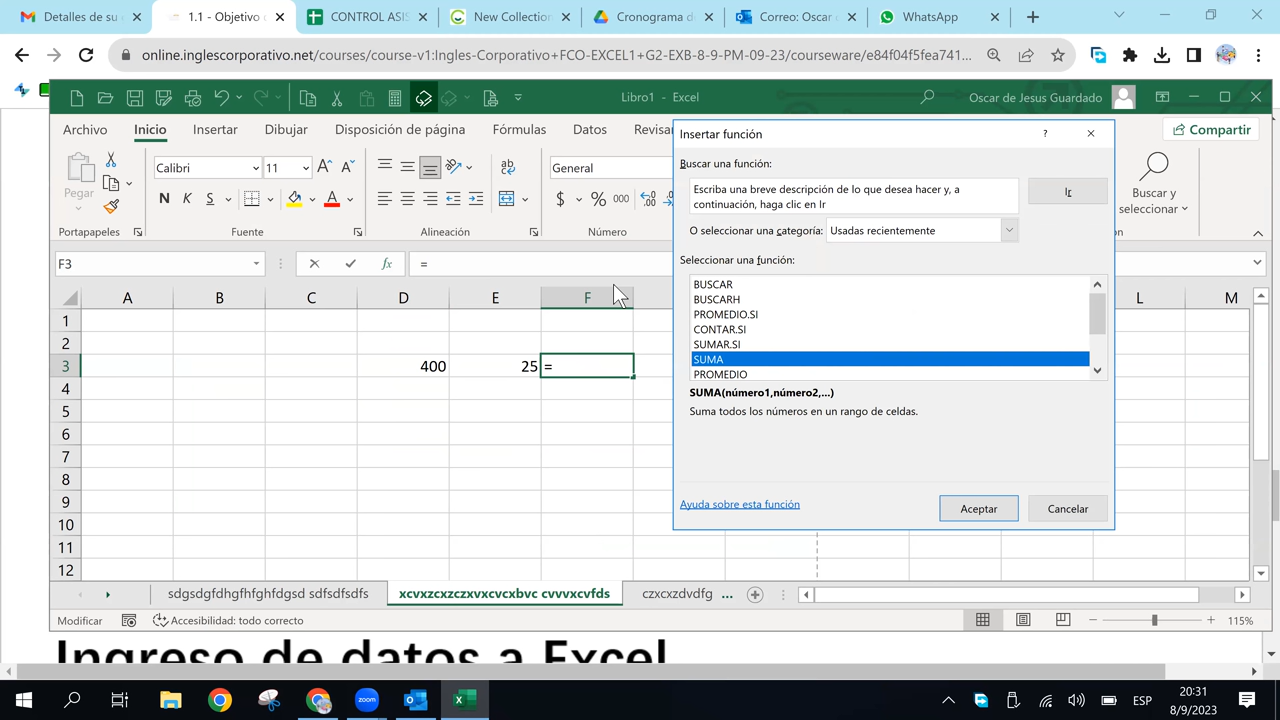 Detalles de su
1.1 - Objetivo
CONTROL ASIS
New Collection
Cronograma de
Correo: Oscar
WhatsApp
online.inglescorporativo.net/courses/course-v1:Ingles-Corporativo+FCO-EXCEL1+G2-EXB-8-9-PM-09-23/courseware/e84f04f5fea741...
Libro1 - Excel
Oscar de Jesus Guardado
Archivo Inicio Insertar Dibujar Disposición de página Fórmulas Datos
Compartir
Pegar
Calibri 11
General
N K S
$ % 000
Buscar y
seleccionar
Portapapeles Fuente Alineación Número
F3 fx =
A B C D E F L M
1
2
3 400 25 =
4
5
6
7
8
9
10
11
12
Insertar función
?
Buscar una función:
Escriba una breve descripción de lo que desea hacer y, a
continuación, haga clic en Ir
Ir
O seleccionar una categoría: Usadas recientemente
Seleccionar una función:
BUSCAR
BUSCARH
PROMEDIO.SI
CONTAR.SI
SUMAR.SI
SUMA
PROMEDIO
SUMA(número1,número2,...)
Suma todos los números en un rango de celdas.
Ayuda sobre esta función
Aceptar Cancelar
sdgsdgfdhgfhfghfdgsd sdfsdfsdfs xcvxzcxzczxvxcvcxbvc cvvvxcvfds czxcxzdvdfg ...
Modificar
Accesibilidad: todo correcto
115%
Ingreso de datos a Excel
ESP
20:31
8/9/2023